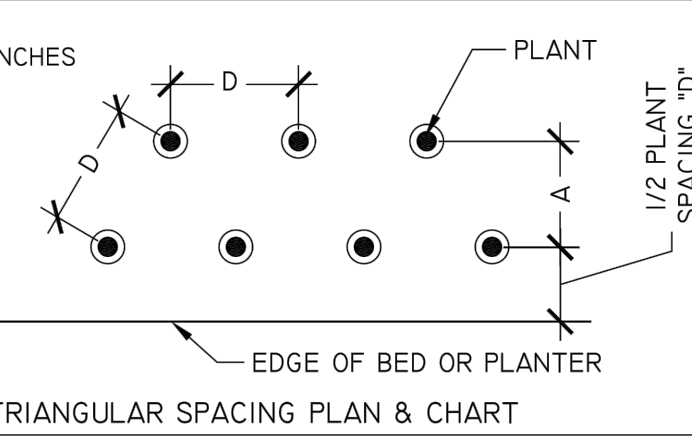 NCHES
D
PLANT
D
A
1/2 PLANT
SPACING "D"
EDGE OF BED OR PLANTER
TRIANGULAR SPACING PLAN & CHART